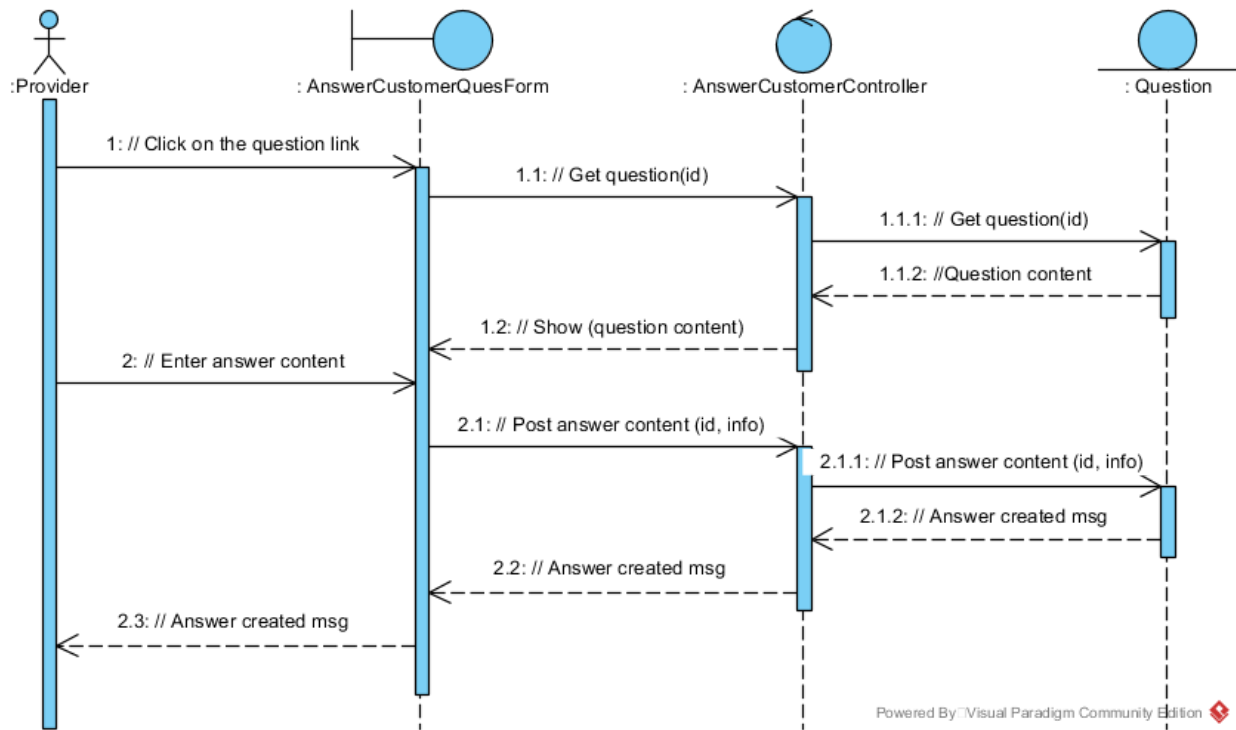 :Provider
: AnswerCustomerQuesForm
: AnswerCustomerController
: Question
1: // Click on the question link
1.1: // Get question(id)
1.1.1: // Get question(id)
1.1.2: //Question content
1.2: // Show (question content)
2: // Enter answer content
2.1: // Post answer content (id, info)
2.1.1: // Post answer content (id, info)
2.1.2: // Answer created msg
2.2: // Answer created msg
2.3: // Answer created msg
Powered By Visual Paradigm Community Edition